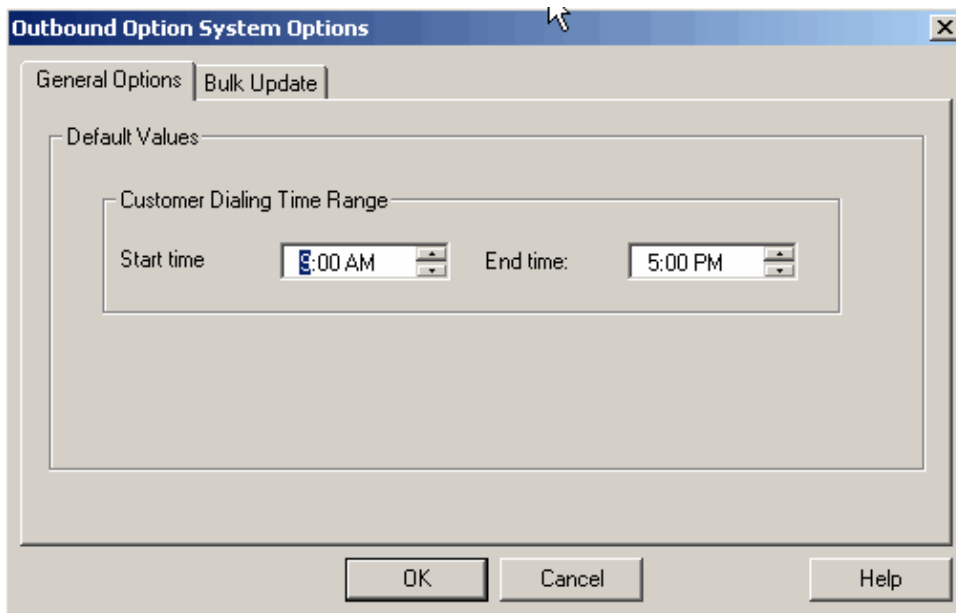 Outbound Option System Options
General Options Bulk Update
Default Values
Customer Dialing Time Range
Start time 9:00 AM End time: 5:00 PM
OK Cancel Help